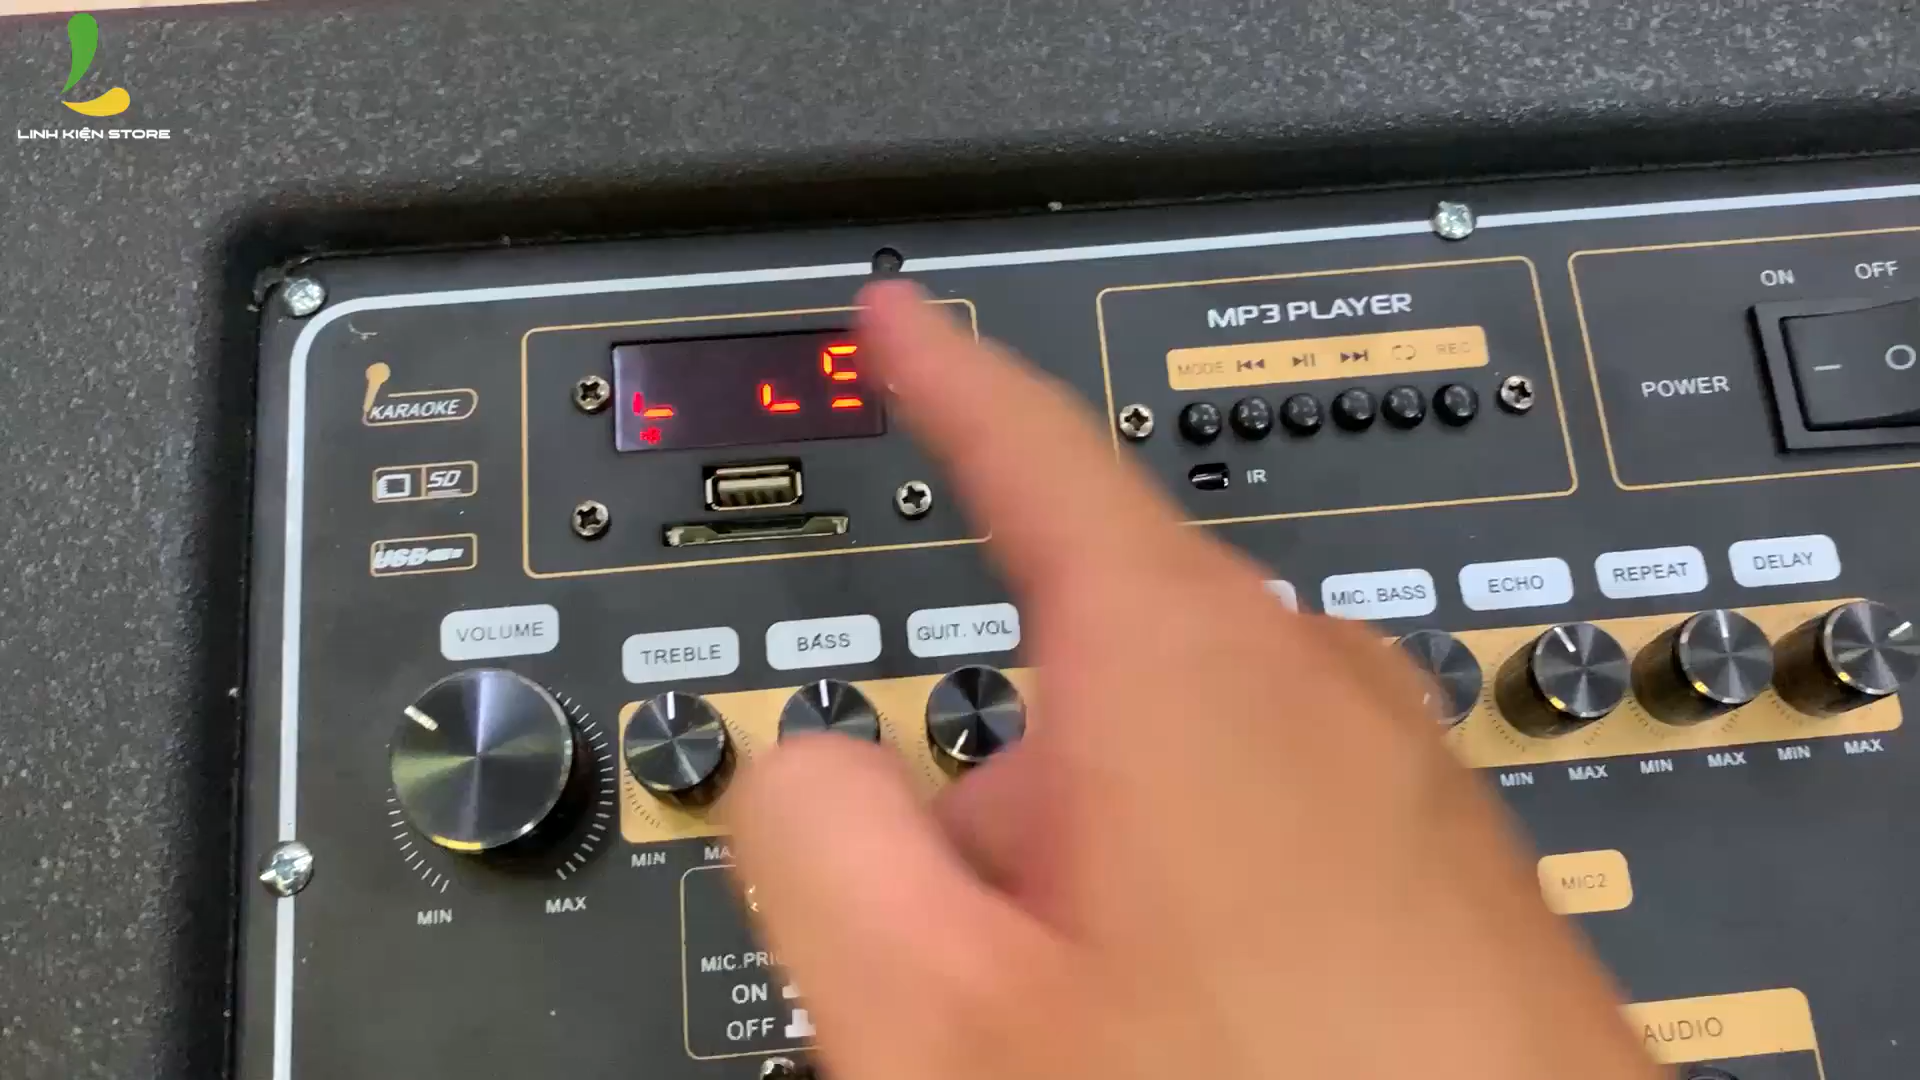 LINH KIỆN STORE
ON OFF
MP3 PLAYER
MODE REC
POWER
KARAOKE
IR
SD
USB
VOLUME
TREBLE
BASS
GUIT. VOL
MIC. BASS
ECHO
REPEAT
DELAY
MIN MAX
MIN
MIN MAX
MIN MAX
MIN MAX
MIC2
MIC.PRI
ON
OFF
AUDIO